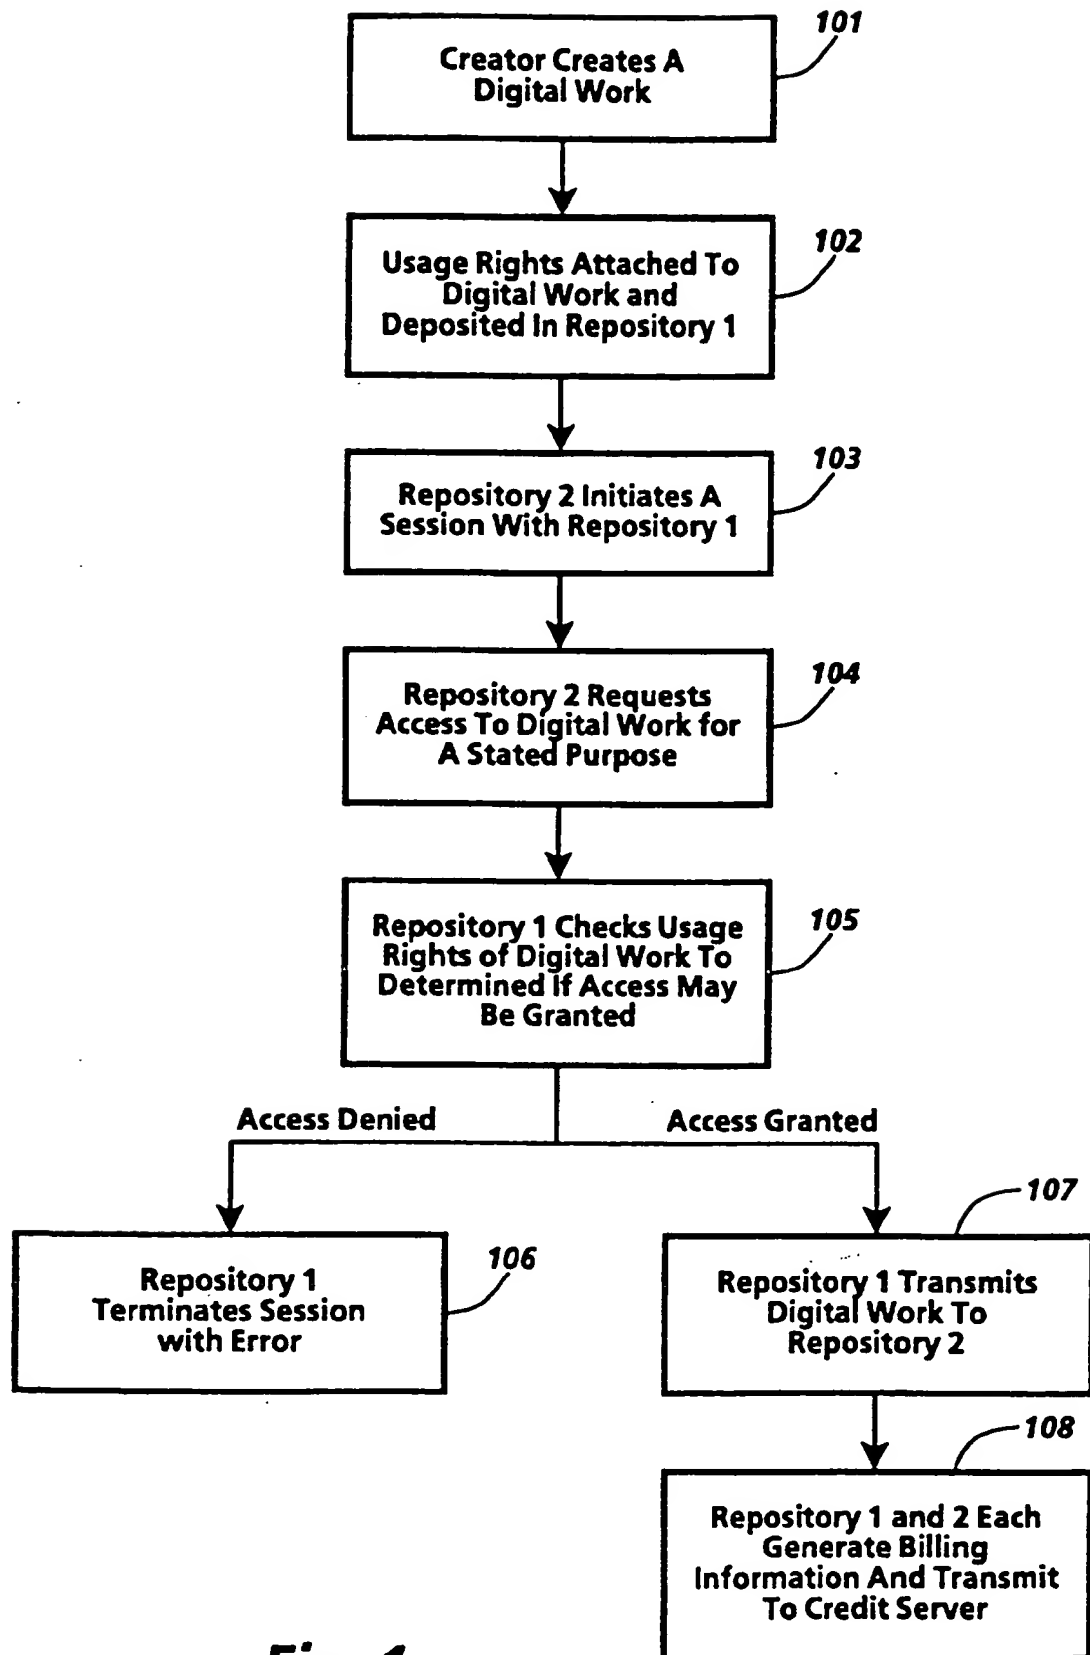 101
Creator Creates A
Digital Work
102
Usage Rights Attached To
Digital Work and
Deposited In Repository 1
103
Repository 2 Initiates A
Session With Repository 1
104
Repository 2 Requests
Access To Digital Work for
A Stated Purpose
105
Repository 1 Checks Usage
Rights of Digital Work To
Determined If Access May
Be Granted
Access Denied
Access Granted
106
Repository 1
Terminates Session
with Error
107
Repository 1 Transmits
Digital Work To
Repository 2
108
Repository 1 and 2 Each
Generate Billing
Information And Transmit
To Credit Server